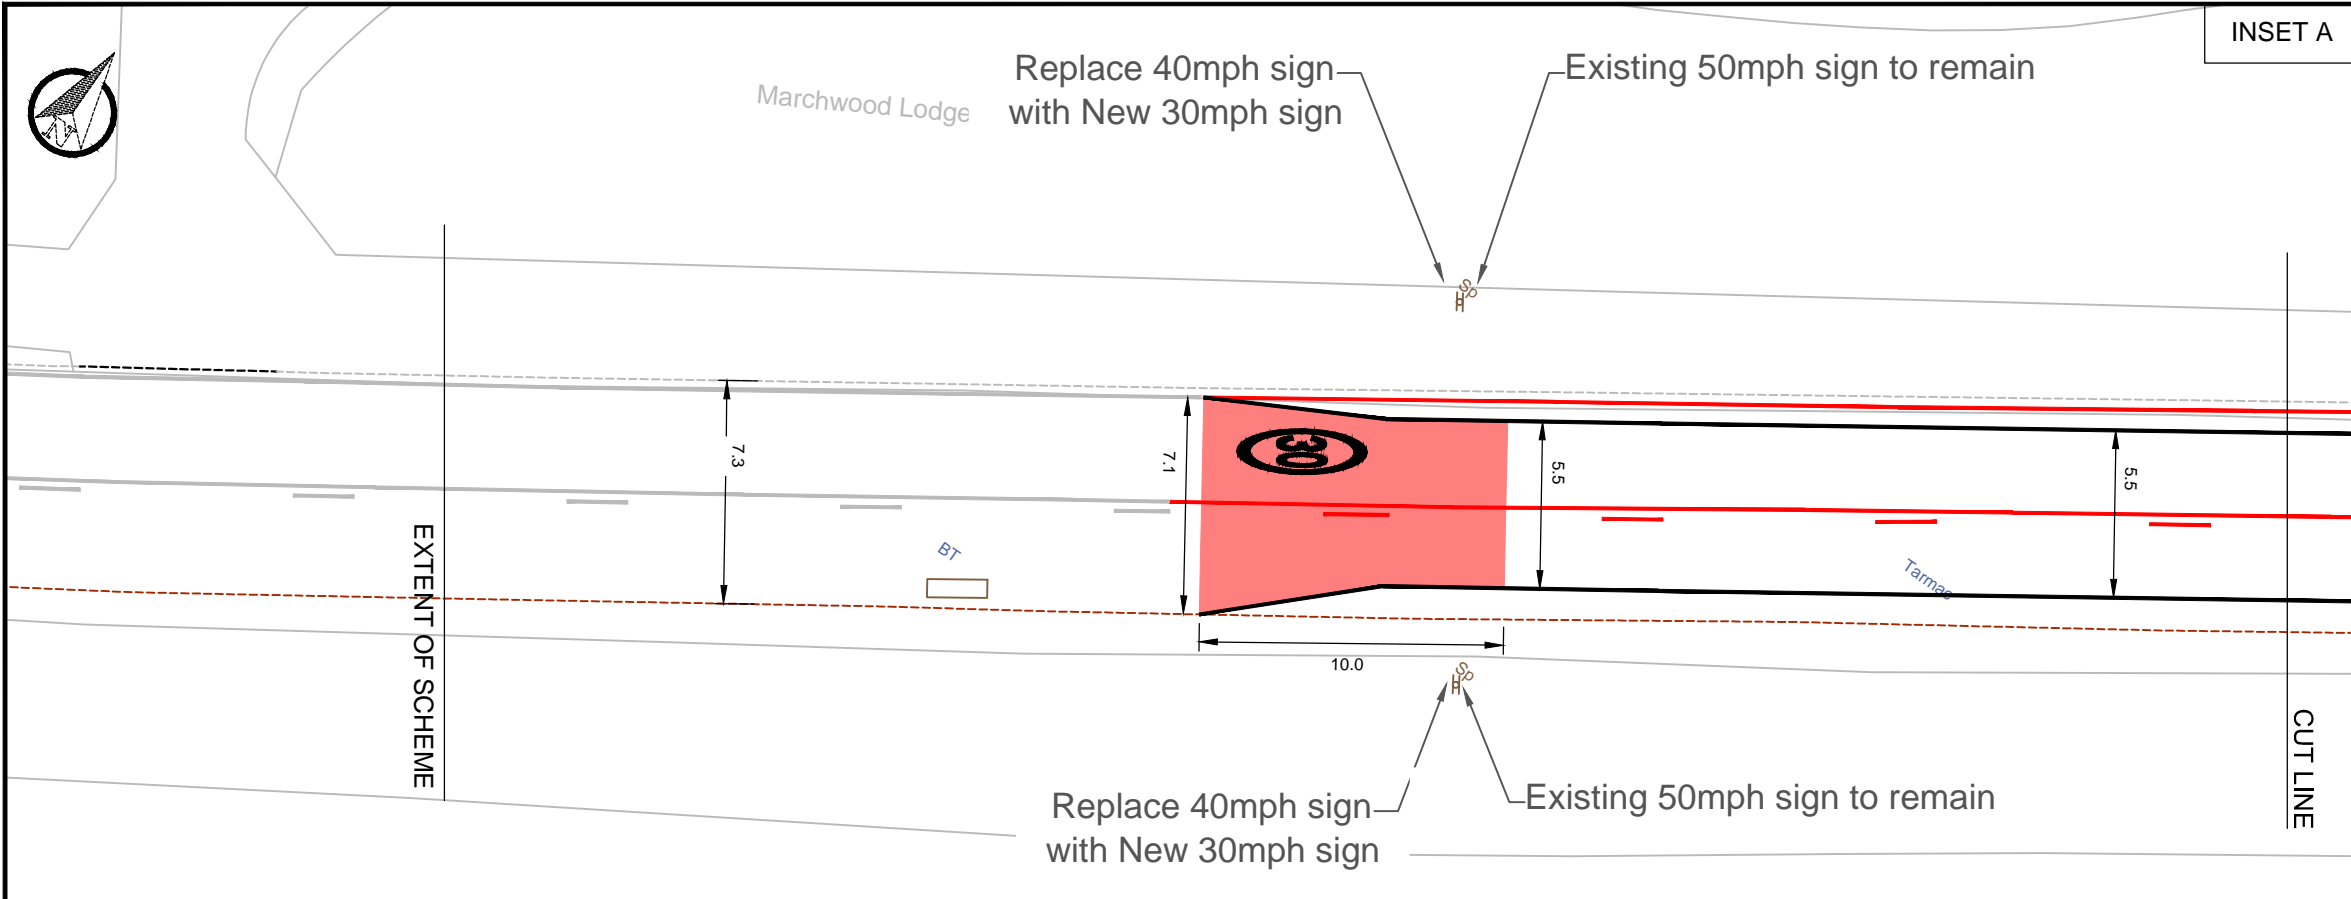 INSET A
Replace 40mph sign
with New 30mph sign
Existing 50mph sign to remain
Marchwood Lodge
N
Sp
7.3
7.1
30
5.5
5.5
BT
Tarmac
EXTENT OF SCHEME
10.0
Sp
CUT LINE
Replace 40mph sign
with New 30mph sign
Existing 50mph sign to remain